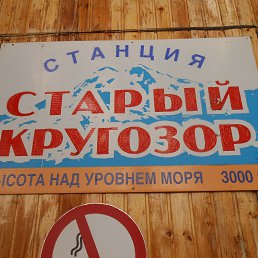 СТАНЦИЯ
СТАРЫЙ
КРУГОЗОР
ЫСОТА НАД УРОВНЕМ МОРЯ 3000